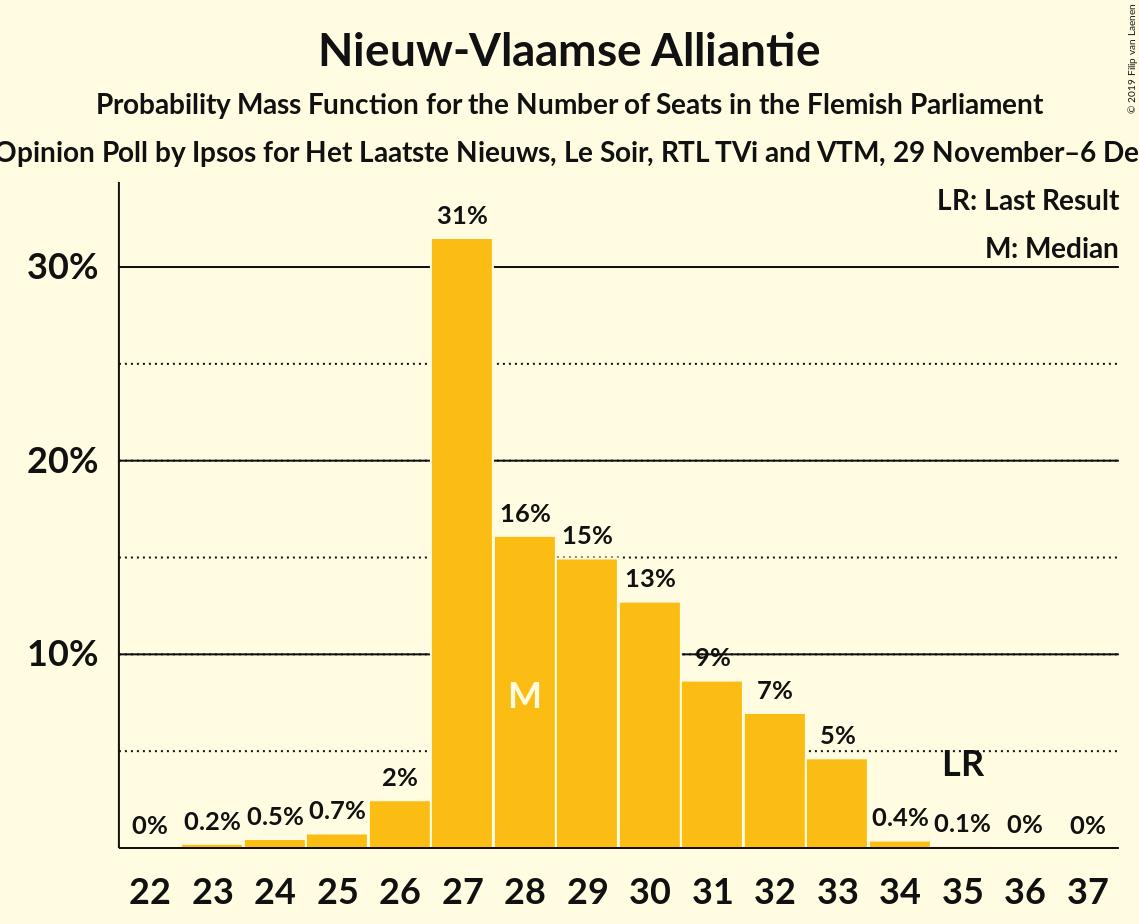 Nieuw-Vlaamse Alliantie
Probability Mass Function for the Number of Seats in the Flemish Parliament
Opinion Poll by Ipsos for Het Laatste Nieuws, Le Soir, RTL TVi and VTM, 29 November–6 De
© 2019 Filip van Laenen
LR: Last Result
M: Median
30%
20%
10%
0% 0.2% 0.5% 0.7% 2% 31% 16% 15% 13% 9% 7% 5% 0.4% 0.1% 0% 0%
M
LR
22 23 24 25 26 27 28 29 30 31 32 33 34 35 36 37